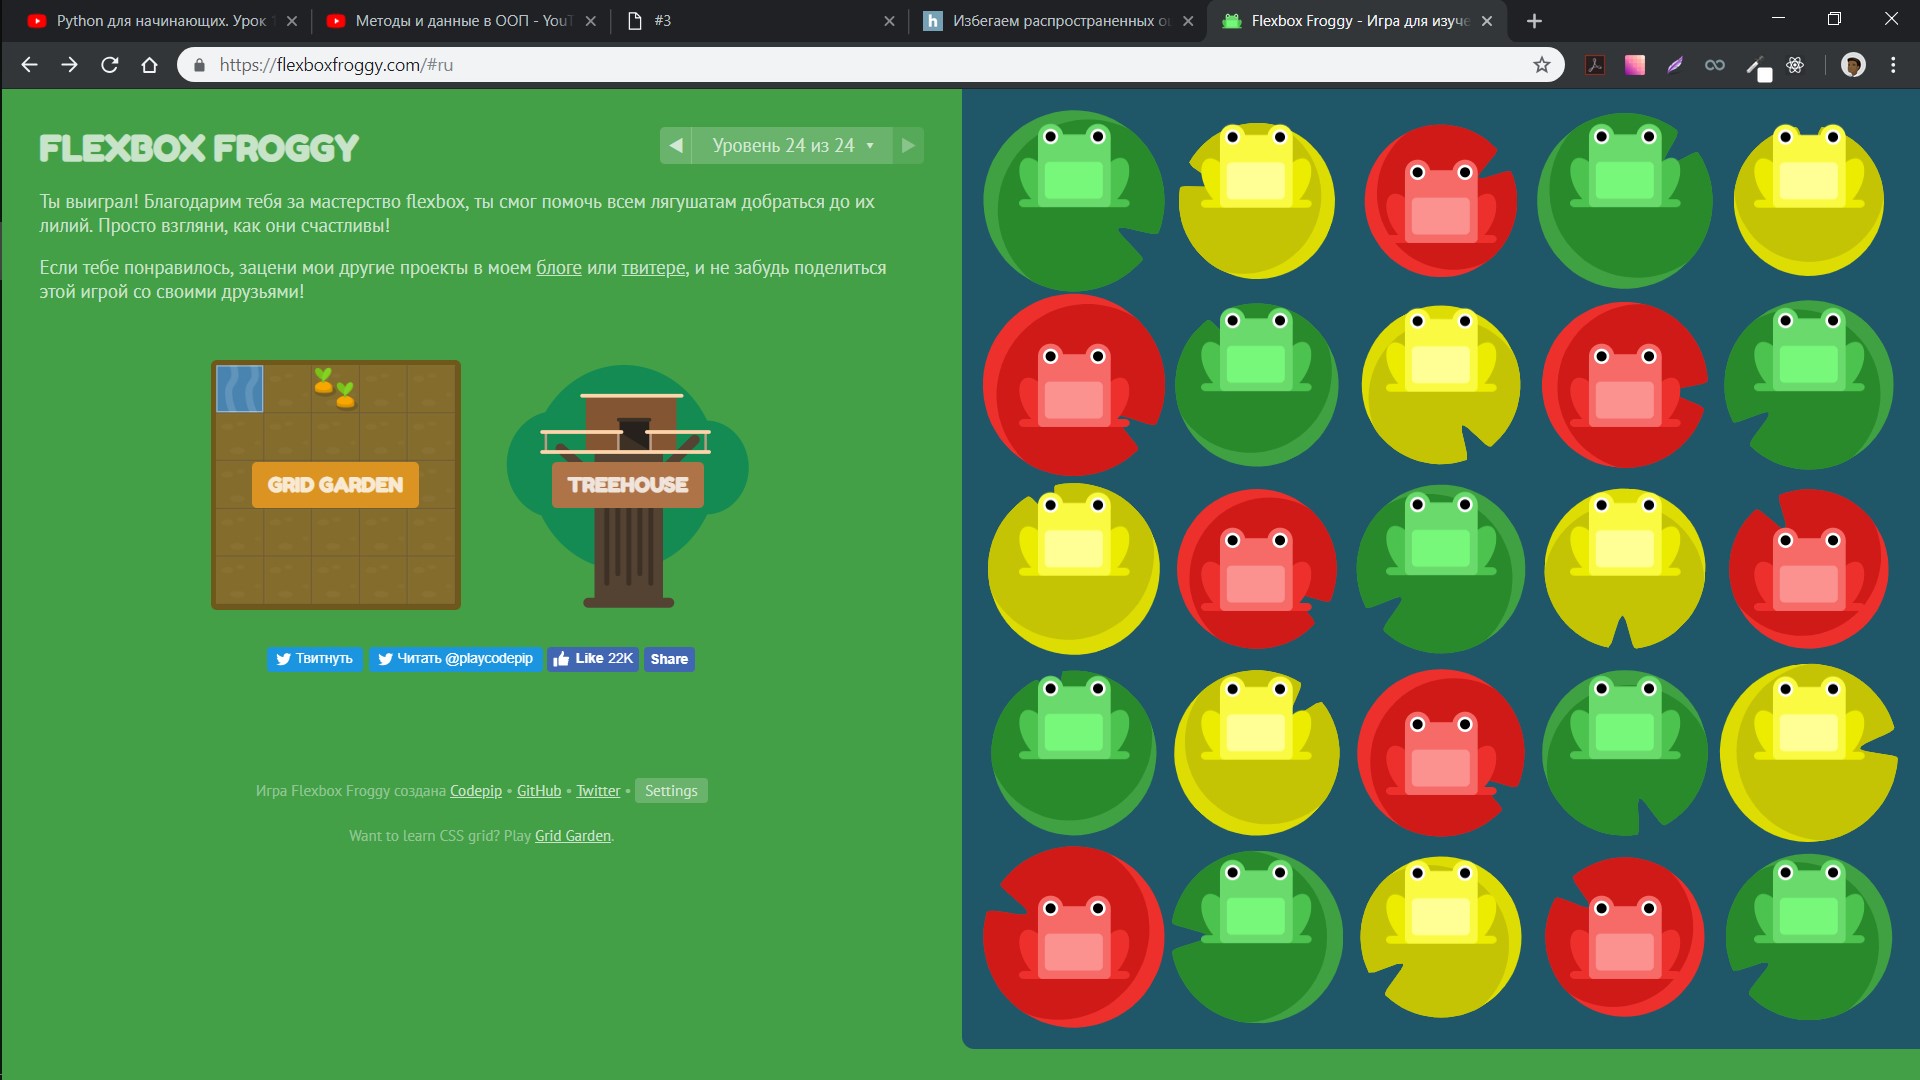 Python для начинающих. Урок
Методы и данные в ООП - YouT
#3
Избегаем распространенных
Flexbox Froggy - Игра для изуче
https://flexboxfroggy.com/#ru
FLEXBOX FROGGY
Уровень 24 из 24
Ты выиграл! Благодарим тебя за мастерство flexbox, ты смог помочь всем лягушатам добраться до их
лилий. Просто взгляни, как они счастливы!
Если тебе понравилось, зацени мои другие проекты в моем блоге или твитере, и не забудь поделиться
этой игрой со своими друзьями!
GRID GARDEN
TREEHOUSE
Твитнуть
Читать @playcodepip
Like 22K
Share
Игра Flexbox Froggy создана Codepip • GitHub • Twitter • Settings
Want to learn CSS grid? Play Grid Garden.